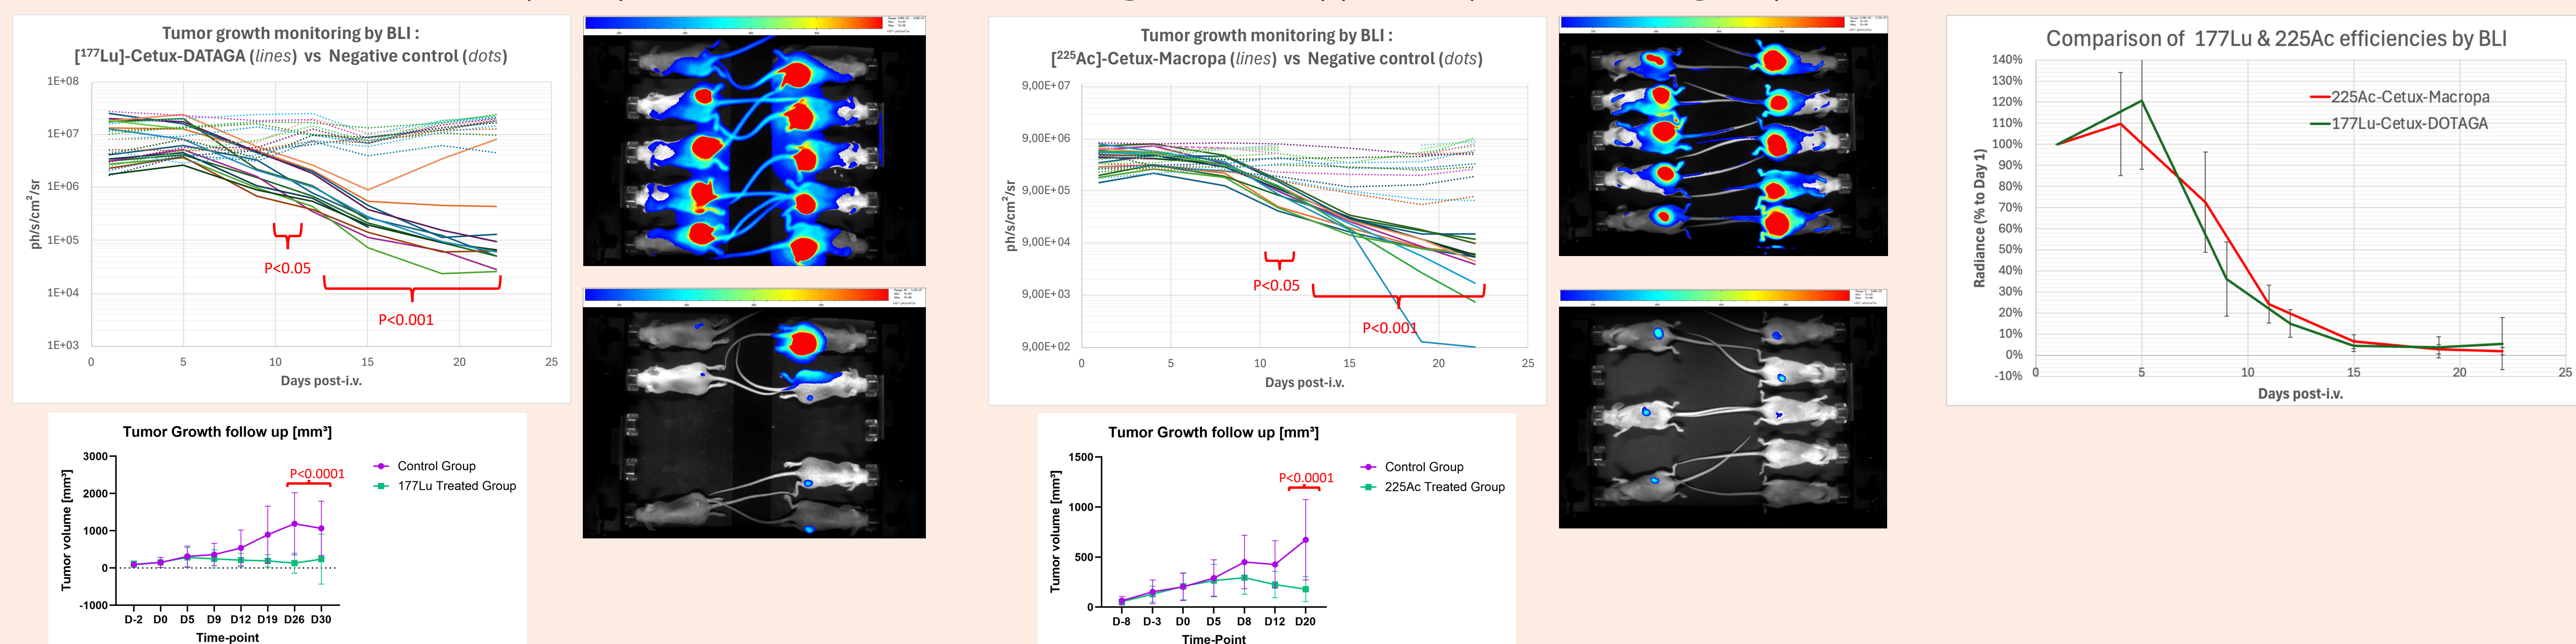 Tumor growth monitoring by BLI :
[¹⁷⁷Lu]-Cetux-DATAGA (lines) vs Negative control (dots)
1E+08
1E+07
1E+06
1E+05
1E+04
1E+03
ph/s/cm²/sr
P<0.05
P<0.001
0 5 10 15 20 25
Days post-i.v.
Tumor Growth follow up [mm³]
3000
2000
1000
0
-1000
Tumor volume [mm³]
P<0.0001
Control Group
177Lu Treated Group
D-2 D0 D5 D9 D12 D19 D26 D30
Time-point
Tumor growth monitoring by BLI :
[²²⁵Ac]-Cetux-Macropa (lines) vs Negative control (dots)
9,00E+07
9,00E+06
9,00E+05
9,00E+04
9,00E+03
9,00E+02
ph/s/cm²/sr
P<0.05
P<0.001
0 5 10 15 20 25
Days post-i.v.
Tumor Growth follow up [mm³]
1500
1000
500
0
Tumor volume [mm³]
P<0.0001
Control Group
225Ac Treated Group
D-8 D-3 D0 D5 D8 D12 D20
Time-Point
Comparison of 177Lu & 225Ac efficiencies by BLI
140%
130%
120%
110%
100%
90%
80%
70%
60%
50%
40%
30%
20%
10%
0%
-10%
Radiance (% to Day 1)
225Ac-Cetux-Macropa
177Lu-Cetux-DOTAGA
0 5 10 15 20 25
Days post-i.v.